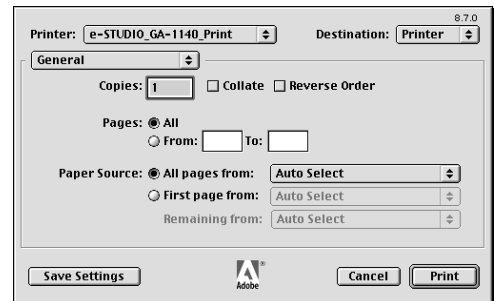 8.7.0
Printer: e-STUDIO_GA-1140_Print Destination: Printer
General
Copies: 1 Collate Reverse Order
Pages: All
From: To:
Paper Source: All pages from: Auto Select
First page from: Auto Select
Remaining from: Auto Select
Save Settings Adobe ® Cancel Print